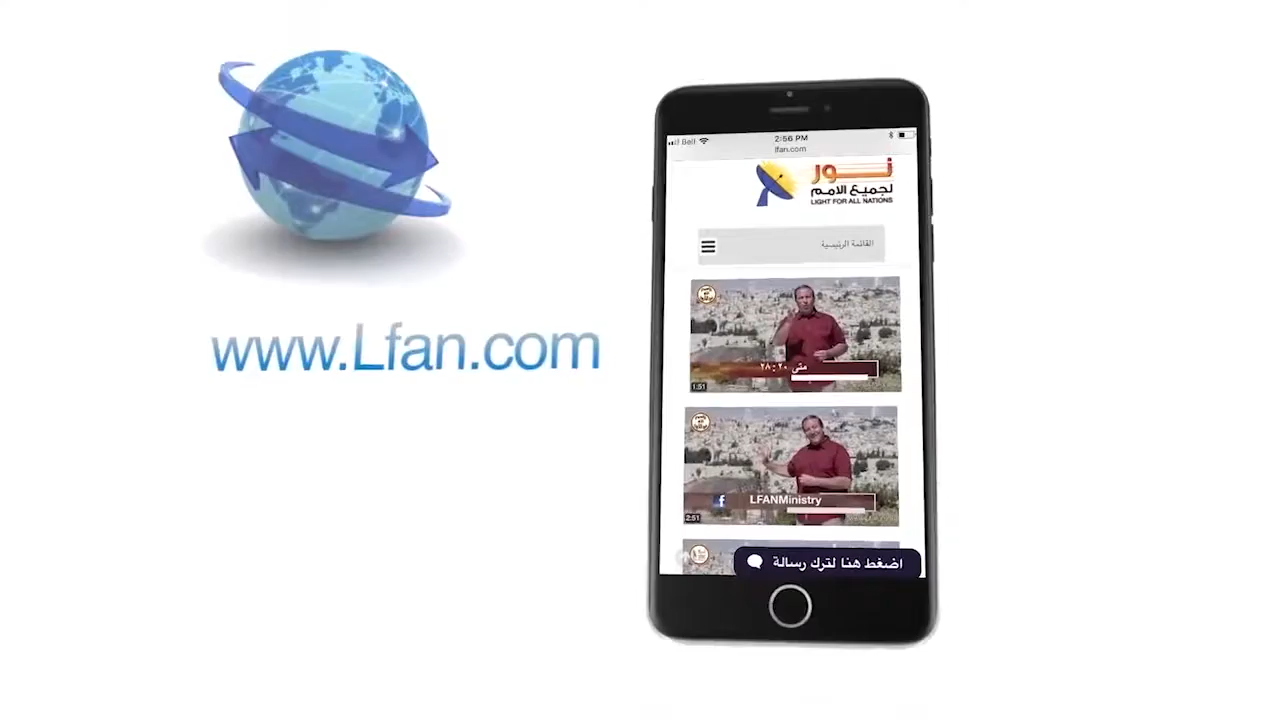 www.Lfan.com
Bell
2:56 PM
lfan.com
نور
لجميع الامم
LIGHT FOR ALL NATIONS
القائمة الرئيسية
متى ٢٠ : ٢٨
1:51
LFANMinistry
2:51
اضغط هنا لترك رسالة